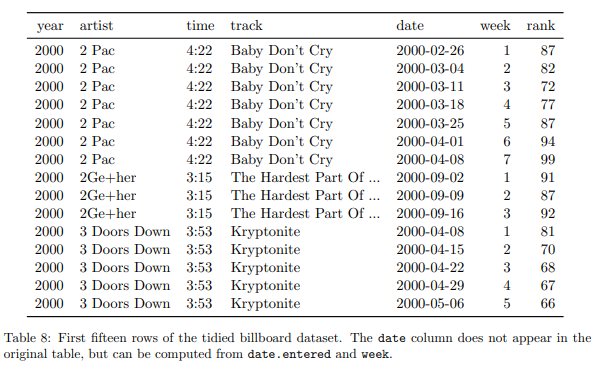 year artist time track date week rank
2000 2 Pac 4:22 Baby Don't Cry 2000-02-26 1 87
2000 2 Pac 4:22 Baby Don't Cry 2000-03-04 2 82
2000 2 Pac 4:22 Baby Don't Cry 2000-03-11 3 72
2000 2 Pac 4:22 Baby Don't Cry 2000-03-18 4 77
2000 2 Pac 4:22 Baby Don't Cry 2000-03-25 5 87
2000 2 Pac 4:22 Baby Don't Cry 2000-04-01 6 94
2000 2 Pac 4:22 Baby Don't Cry 2000-04-08 7 99
2000 2Ge+her 3:15 The Hardest Part Of ... 2000-09-02 1 91
2000 2Ge+her 3:15 The Hardest Part Of ... 2000-09-09 2 87
2000 2Ge+her 3:15 The Hardest Part Of ... 2000-09-16 3 92
2000 3 Doors Down 3:53 Kryptonite 2000-04-08 1 81
2000 3 Doors Down 3:53 Kryptonite 2000-04-15 2 70
2000 3 Doors Down 3:53 Kryptonite 2000-04-22 3 68
2000 3 Doors Down 3:53 Kryptonite 2000-04-29 4 67
2000 3 Doors Down 3:53 Kryptonite 2000-05-06 5 66
Table 8: First fifteen rows of the tidied billboard dataset. The date column does not appear in the
original table, but can be computed from date.entered and week.